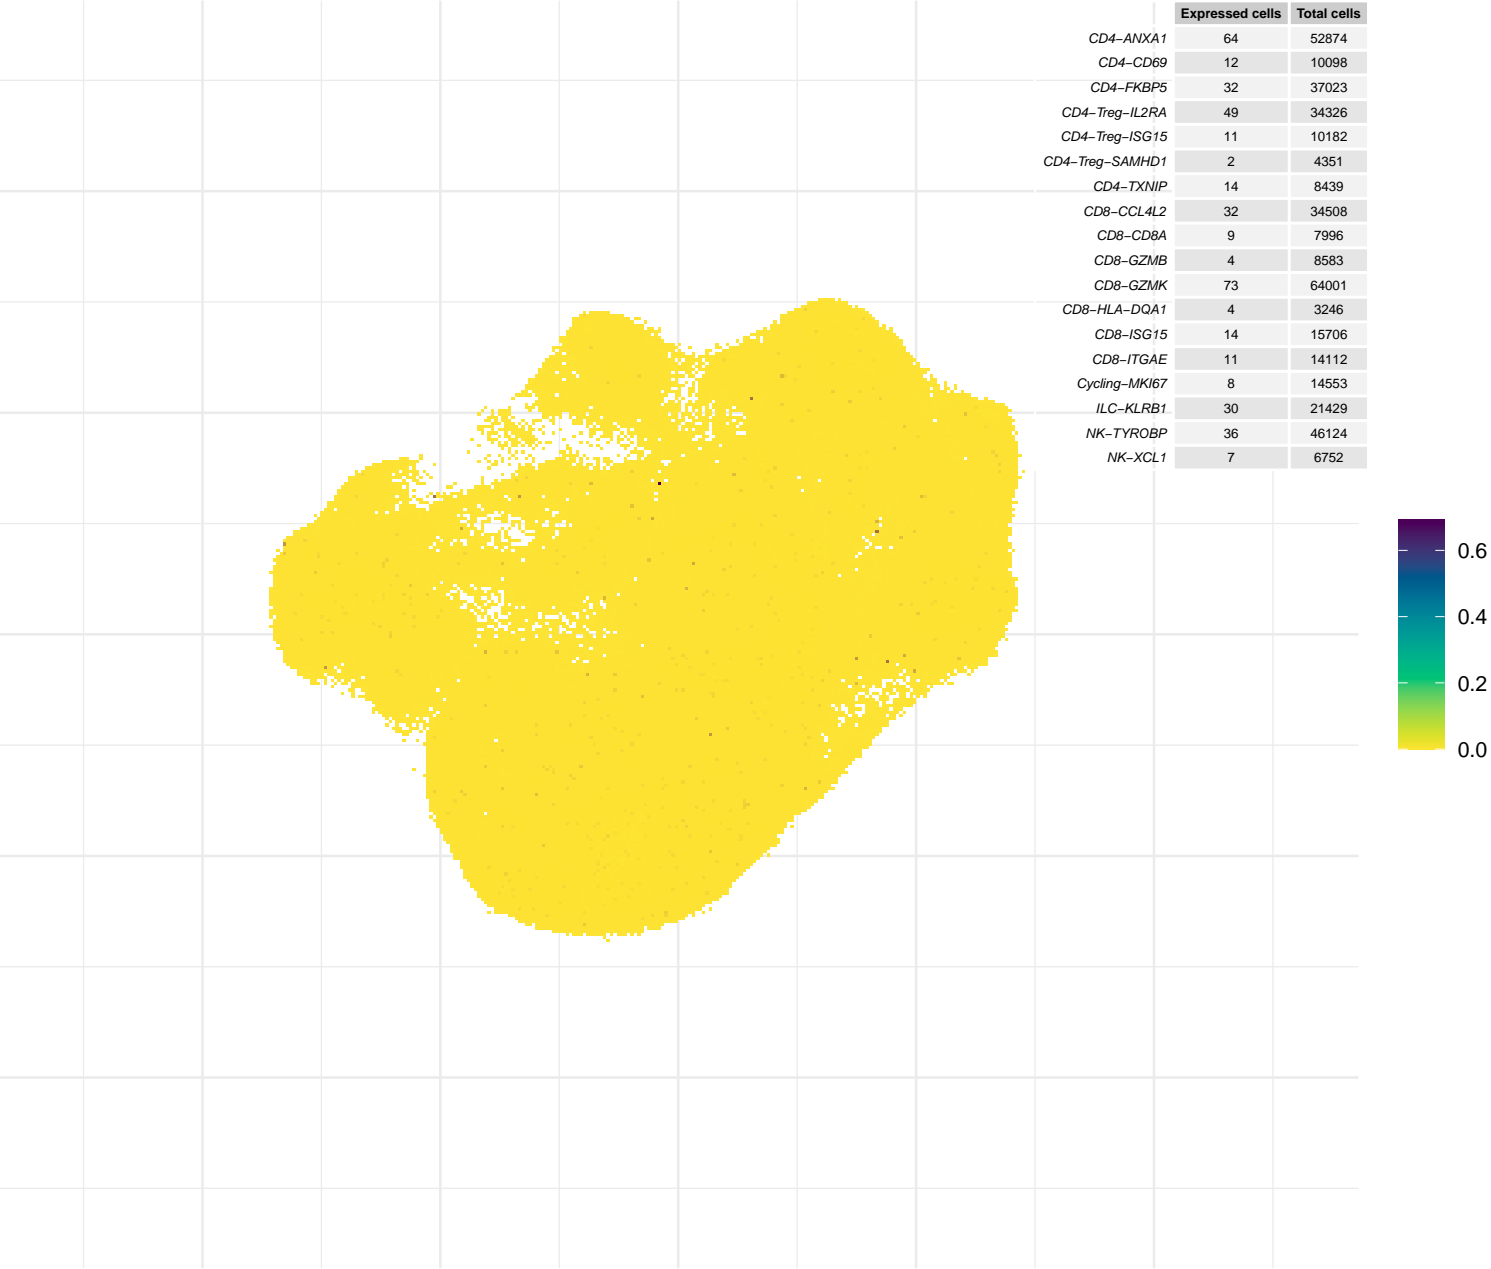 Expressed cells Total cells
CD4−ANXA1 64 52874
CD4−CD69 12 10098
CD4−FKBP5 32 37023
CD4−Treg−IL2RA 49 34326
CD4−Treg−ISG15 11 10182
CD4−Treg−SAMHD1 2 4351
CD4−TXNIP 14 8439
CD8−CCL4L2 32 34508
CD8−CD8A 9 7996
CD8−GZMB 4 8583
CD8−GZMK 73 64001
CD8−HLA−DQA1 4 3246
CD8−ISG15 14 15706
CD8−ITGAE 11 14112
Cycling−MKI67 8 14553
ILC−KLRB1 30 21429
NK−TYROBP 36 46124
NK−XCL1 7 6752
0.6
0.4
0.2
0.0